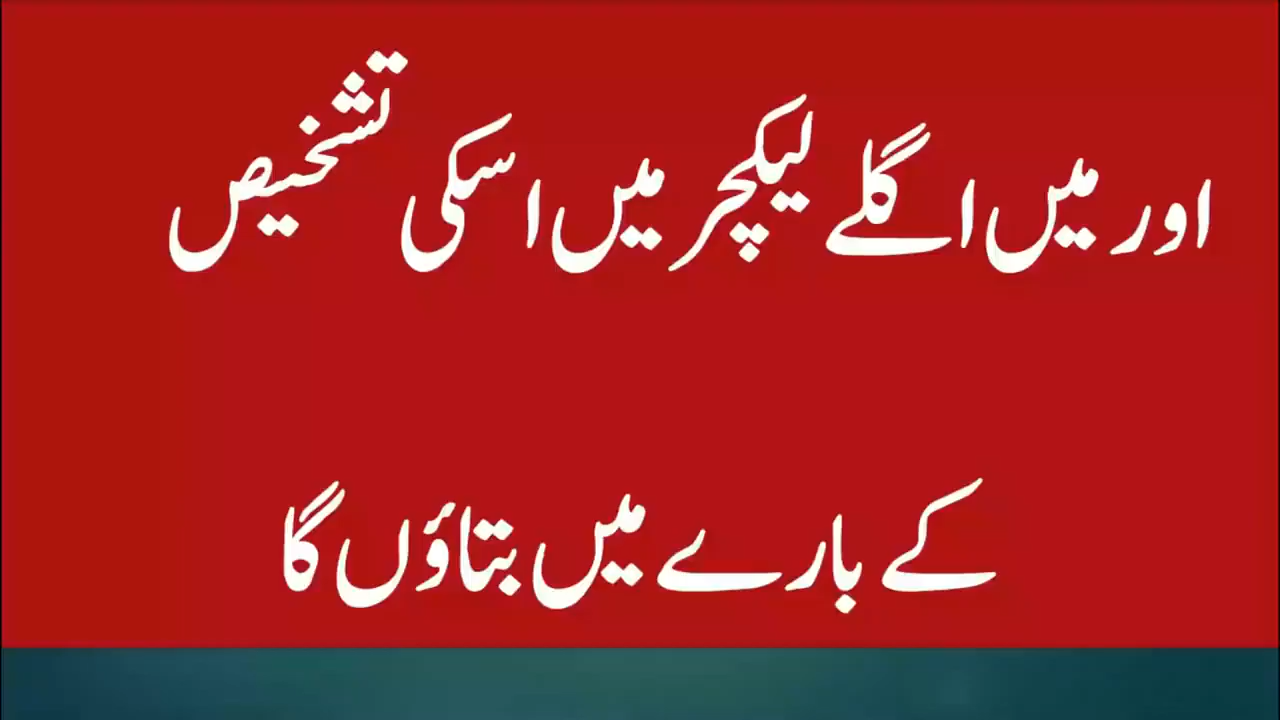 اور میں اگلے لیکچر میں اسکی تشخیص
کے بارے میں بتاؤں گا